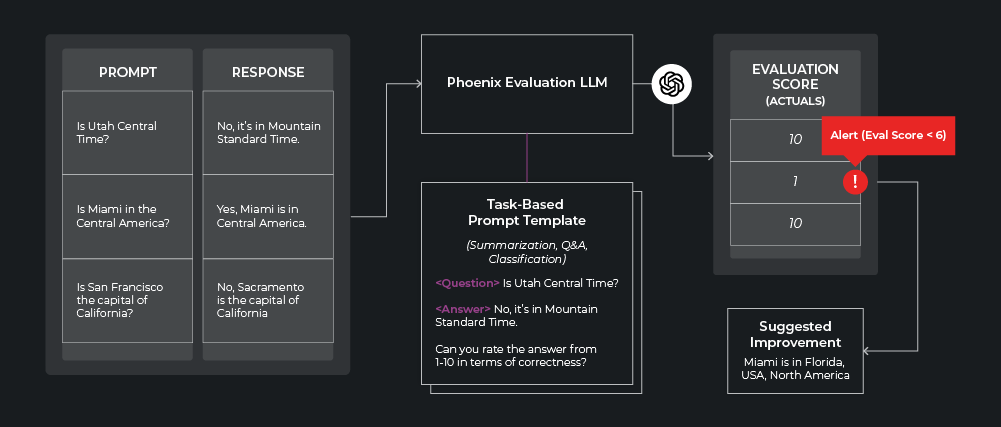 PROMPT
RESPONSE
Is Utah Central
Time?
No, it's in Mountain
Standard Time.
Is Miami in the
Central America?
Yes, Miami is in
Central America.
Is San Francisco
the capital of
California?
No, Sacramento
is the capital of
California
Phoenix Evaluation LLM
Task-Based
Prompt Template
(Summarization, Q&A,
Classification)
<Question> Is Utah Central Time?
<Answer> No, it's in Mountain
Standard Time.
Can you rate the answer from
1-10 in terms of correctness?
EVALUATION
SCORE
(ACTUALS)
10
Alert (Eval Score < 6)
1
!
10
Suggested
Improvement
Miami is in Florida,
USA, North America